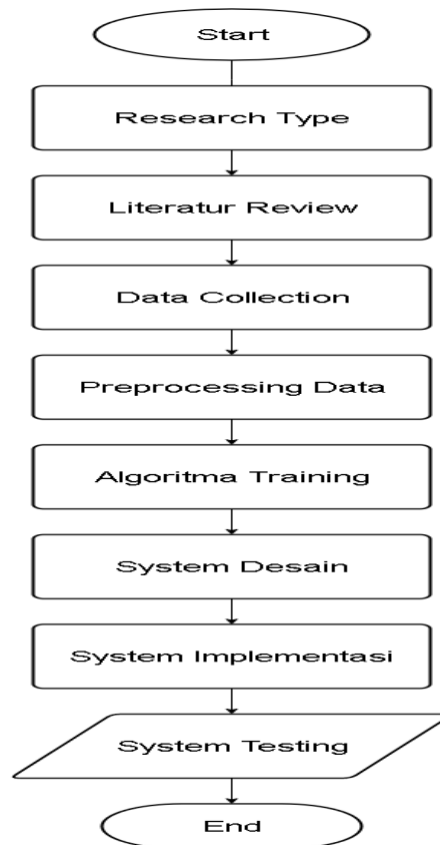 Start
Research Type
Literatur Review
Data Collection
Preprocessing Data
Algoritma Training
System Desain
System Implementasi
System Testing
End